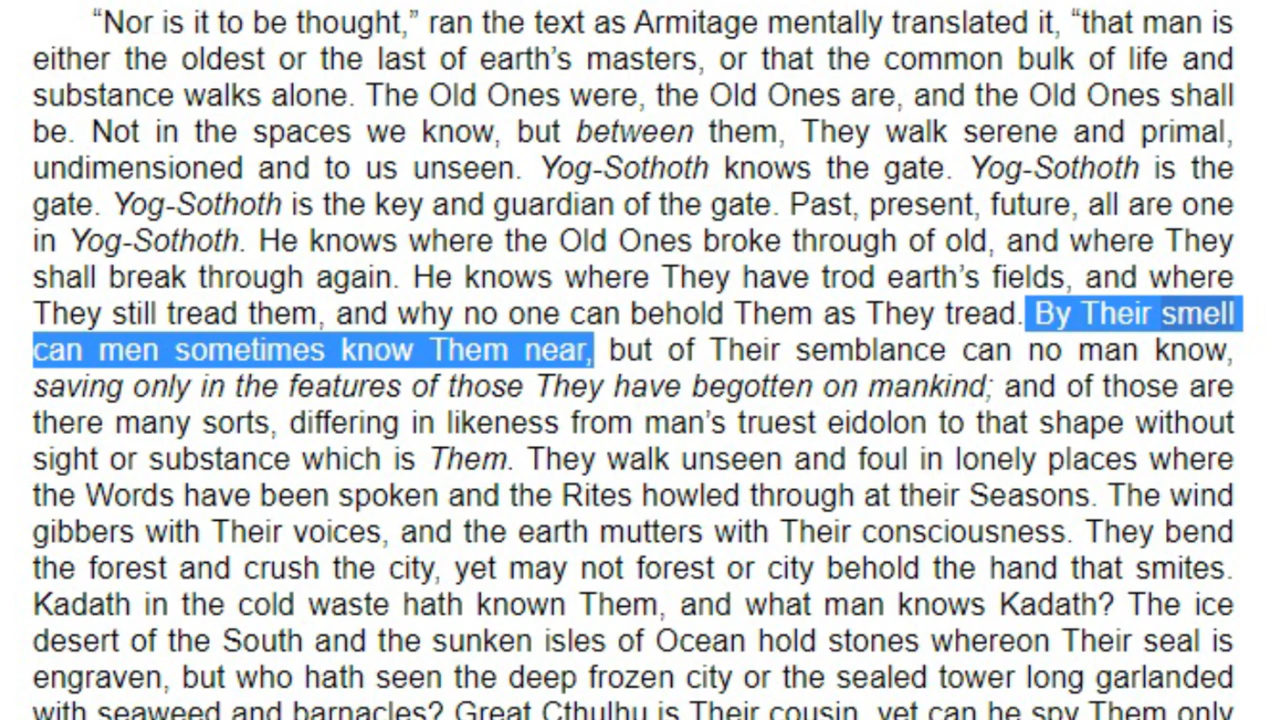 “Nor is it to be thought,” ran the text as Armitage mentally translated it, “that man is
either the oldest or the last of earth’s masters, or that the common bulk of life and
substance walks alone. The Old Ones were, the Old Ones are, and the Old Ones shall
be. Not in the spaces we know, but between them, They walk serene and primal,
undimensioned and to us unseen. Yog-Sothoth knows the gate. Yog-Sothoth is the
gate. Yog-Sothoth is the key and guardian of the gate. Past, present, future, all are one
in Yog-Sothoth. He knows where the Old Ones broke through of old, and where They
shall break through again. He knows where They have trod earth’s fields, and where
They still tread them, and why no one can behold Them as They tread. By Their smell
can men sometimes know Them near, but of Their semblance can no man know,
saving only in the features of those They have begotten on mankind; and of those are
there many sorts, differing in likeness from man’s truest eidolon to that shape without
sight or substance which is Them. They walk unseen and foul in lonely places where
the Words have been spoken and the Rites howled through at their Seasons. The wind
gibbers with Their voices, and the earth mutters with Their consciousness. They bend
the forest and crush the city, yet may not forest or city behold the hand that smites.
Kadath in the cold waste hath known Them, and what man knows Kadath? The ice
desert of the South and the sunken isles of Ocean hold stones whereon Their seal is
engraven, but who hath seen the deep frozen city or the sealed tower long garlanded
with seaweed and barnacles? Great Cthulhu is Their cousin, yet can he spy Them only